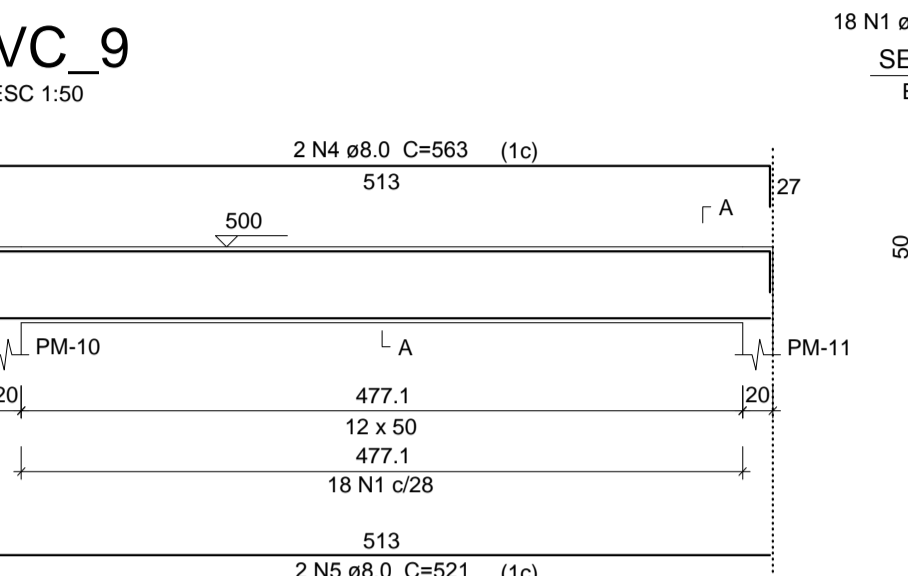 VC_9
ESC 1:50
18 N1 ø
SE
2 N4 ø8.0 C=563 (1c)
513
27
A
500
50
PM-10
A
PM-11
20
477.1
20
12 x 50
477.1
18 N1 c/28
513
2 N5 ø8.0 C=521 (1c)